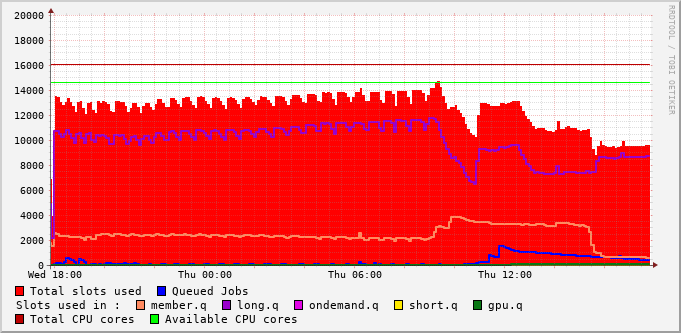 20000
18000
16000
14000
12000
10000
8000
6000
4000
2000
0
Wed 18:00 Thu 00:00 Thu 06:00 Thu 12:00
Total slots used Queued Jobs
Slots used in : member.q long.q ondemand.q short.q gpu.q
Total CPU cores Available CPU cores
RRDTOOL / TOBI OETIKER